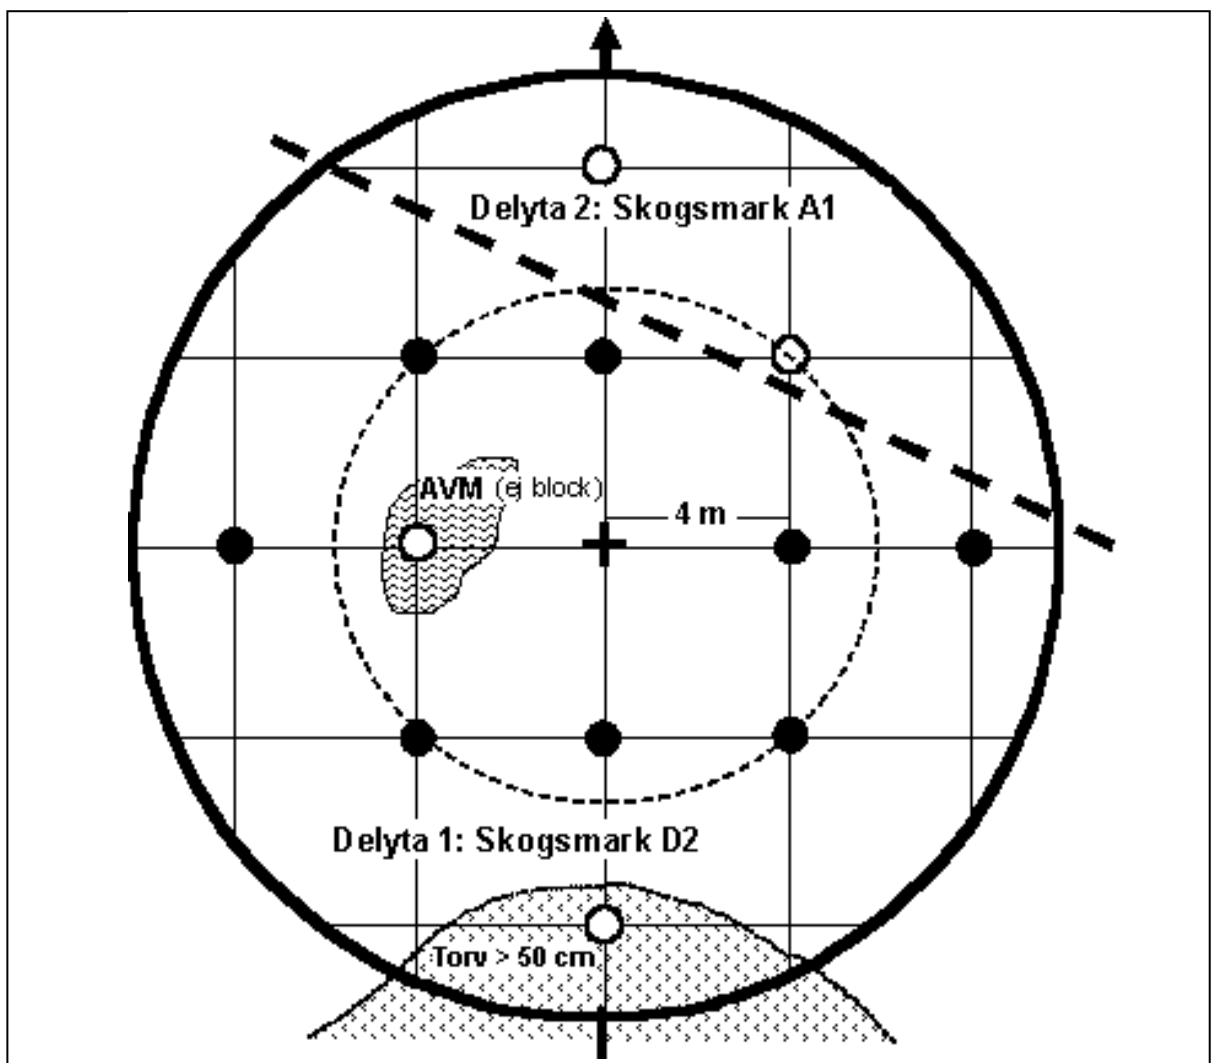 Delyta 2: Skogsmark A1
AVM (ej block)
4 m
Delyta 1: Skogsmark D2
Torv > 50 cm